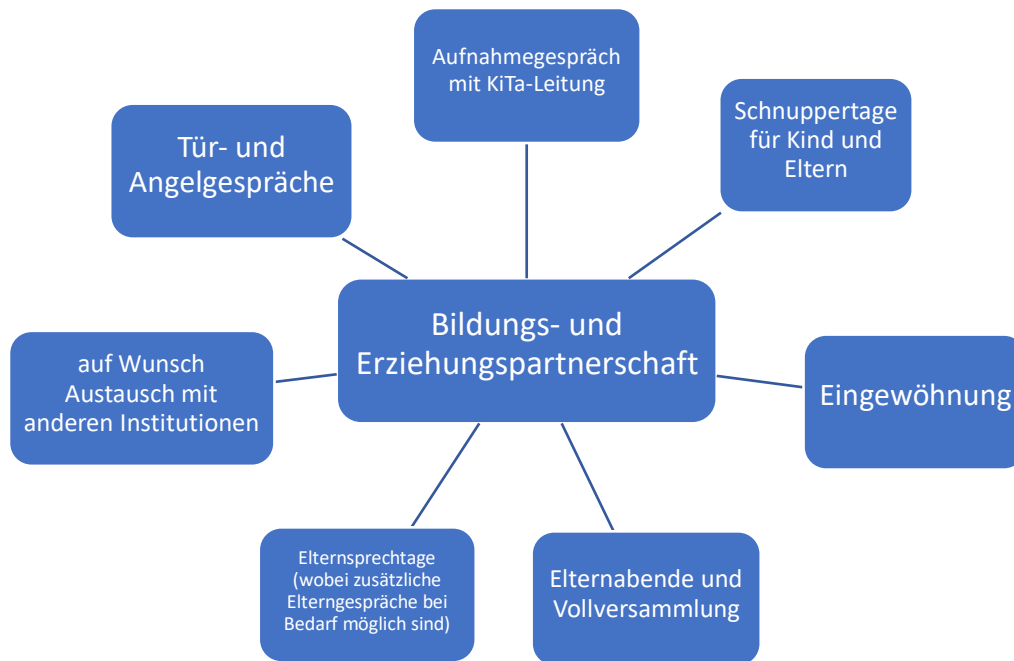 Aufnahmegespräch
mit KiTa-Leitung
Schnuppertage
für Kind und
Eltern
Tür- und
Angelgespräche
Bildungs- und
Erziehungspartnerschaft
auf Wunsch
Austausch mit
anderen Institutionen
Eingewöhnung
Elternsprechtage
(wobei zusätzliche
Elterngespräche bei
Bedarf möglich sind)
Elternabende und
Vollversammlung